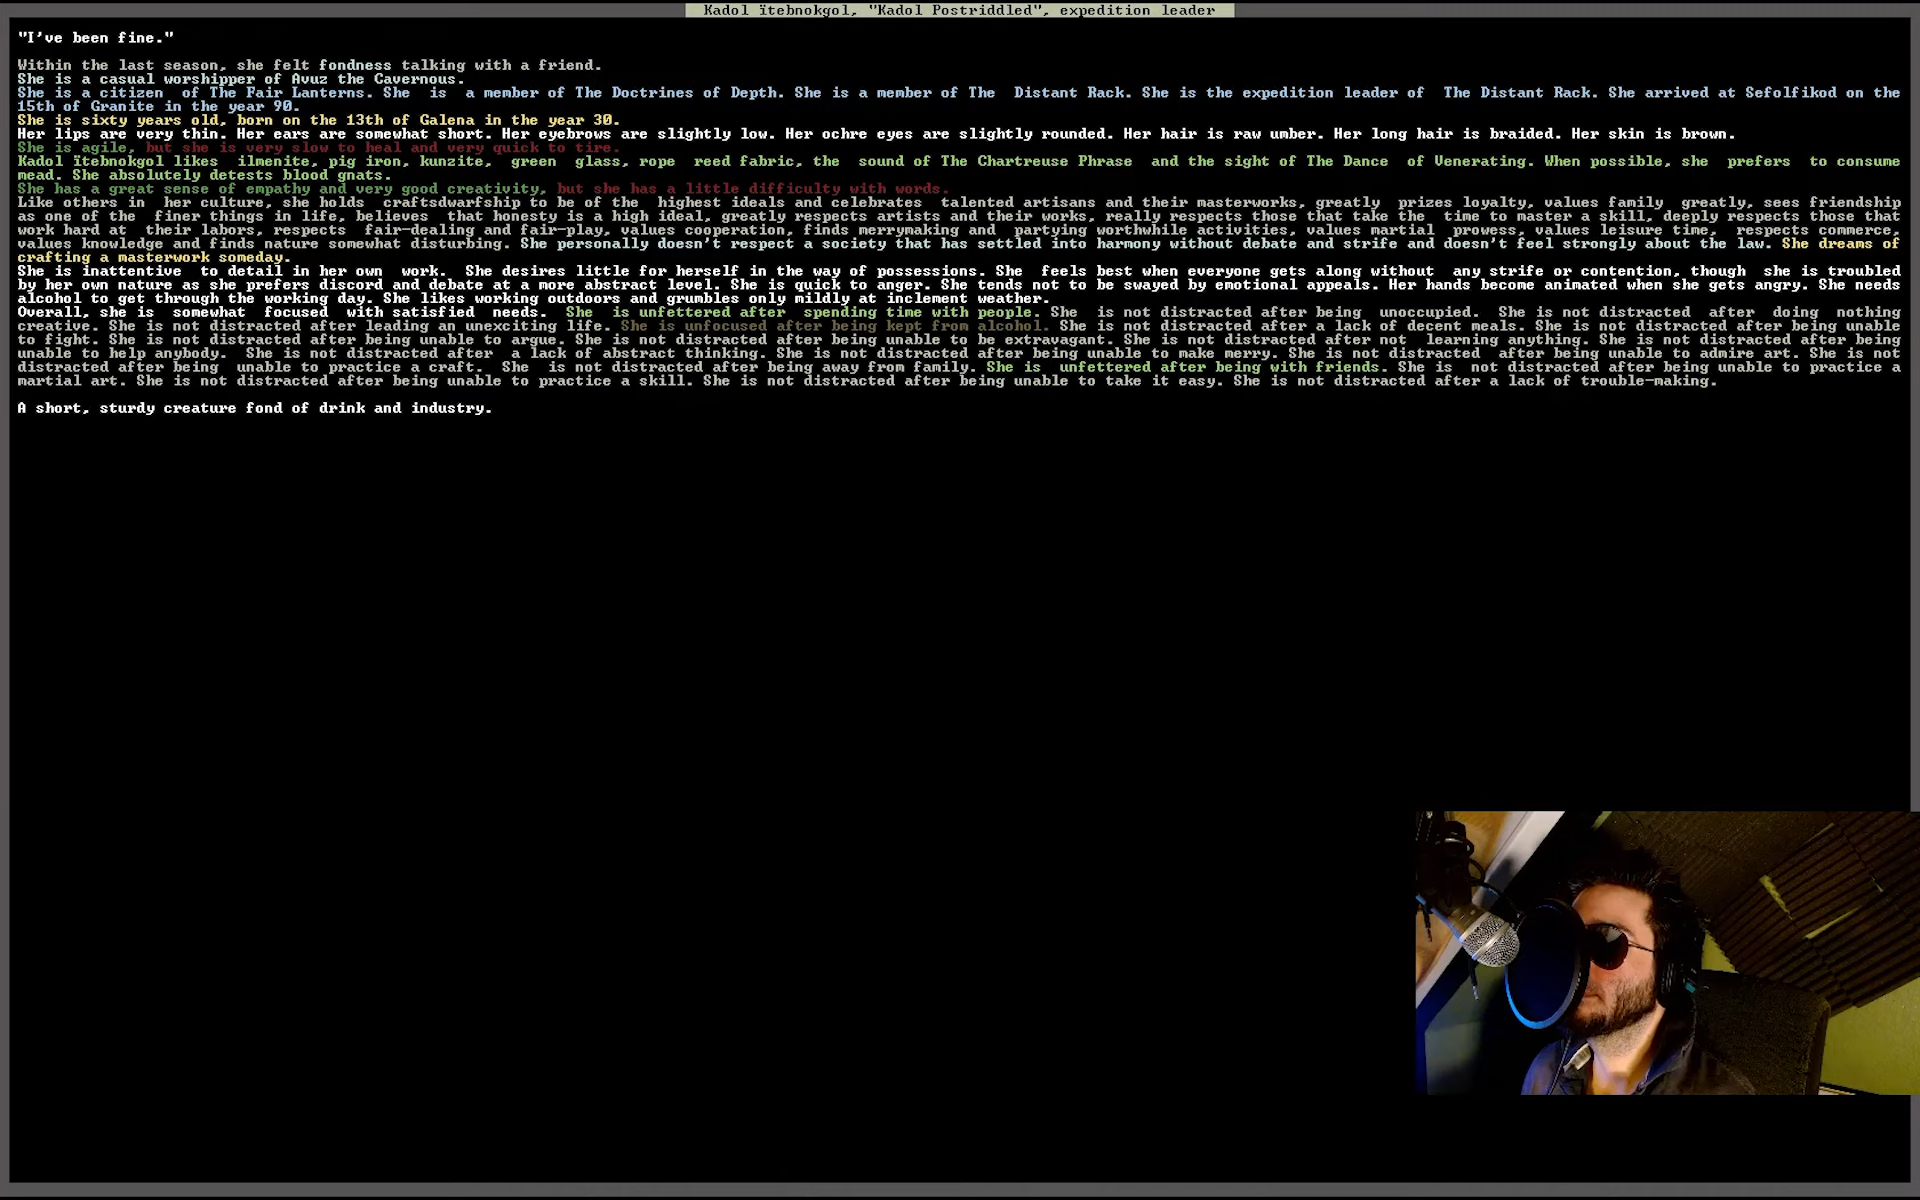 Kadol ïtebnokgol, "Kadol Postriddled", expedition leader
"I've been fine."
Within the last season, she felt fondness talking with a friend.
She is a casual worshipper of Avuz the Cavernous.
She is a citizen of The Fair Lanterns. She is a member of The Doctrines of Depth. She is a member of The Distant Rack. She is the expedition leader of The Distant Rack. She arrived at Sefolfikod on the
15th of Granite in the year 90.
She is sixty years old, born on the 13th of Galena in the year 30.
Her lips are very thin. Her ears are somewhat short. Her eyebrows are slightly low. Her ochre eyes are slightly rounded. Her hair is raw umber. Her long hair is braided. Her skin is brown.
She is agile, but she is very slow to heal and very quick to tire.
Kadol ïtebnokgol likes ilmenite, pig iron, kunzite, green glass, rope reed fabric, the sound of The Chartreuse Phrase and the sight of The Dance of Venerating. When possible, she prefers to consume
mead. She absolutely detests blood gnats.
She has a great sense of empathy and very good creativity, but she has a little difficulty with words.
Like others in her culture, she holds craftsdwarfship to be of the highest ideals and celebrates talented artisans and their masterworks, greatly prizes loyalty, values family greatly, sees friendship
as one of the finer things in life, believes that honesty is a high ideal, greatly respects artists and their works, really respects those that take the time to master a skill, deeply respects those that
work hard at their labors, respects fair-dealing and fair-play, values cooperation, finds merrymaking and partying worthwhile activities, values martial prowess, values leisure time, respects commerce,
values knowledge and finds nature somewhat disturbing. She personally doesn't respect a society that has settled into harmony without debate and strife and doesn't feel strongly about the law. She dreams of
crafting a masterwork someday.
She is inattentive to detail in her own work. She desires little for herself in the way of possessions. She feels best when everyone gets along without any strife or contention, though she is troubled
by her own nature as she prefers discord and debate at a more abstract level. She is quick to anger. She tends not to be swayed by emotional appeals. Her hands become animated when she gets angry. She needs
alcohol to get through the working day. She likes working outdoors and grumbles only mildly at inclement weather.
Overall, she is somewhat focused with satisfied needs. She is unfettered after spending time with people. She is not distracted after being unoccupied. She is not distracted after doing nothing
creative. She is not distracted after leading an unexciting life. She is unfocused after being kept from alcohol. She is not distracted after a lack of decent meals. She is not distracted after being unable
to fight. She is not distracted after being unable to argue. She is not distracted after being unable to be extravagant. She is not distracted after not learning anything. She is not distracted after being
unable to help anybody. She is not distracted after a lack of abstract thinking. She is not distracted after being unable to make merry. She is not distracted after being unable to admire art. She is not
distracted after being unable to practice a craft. She is not distracted after being away from family. She is unfettered after being with friends. She is not distracted after being unable to practice a
martial art. She is not distracted after being unable to practice a skill. She is not distracted after being unable to take it easy. She is not distracted after a lack of trouble-making.
A short, sturdy creature fond of drink and industry.